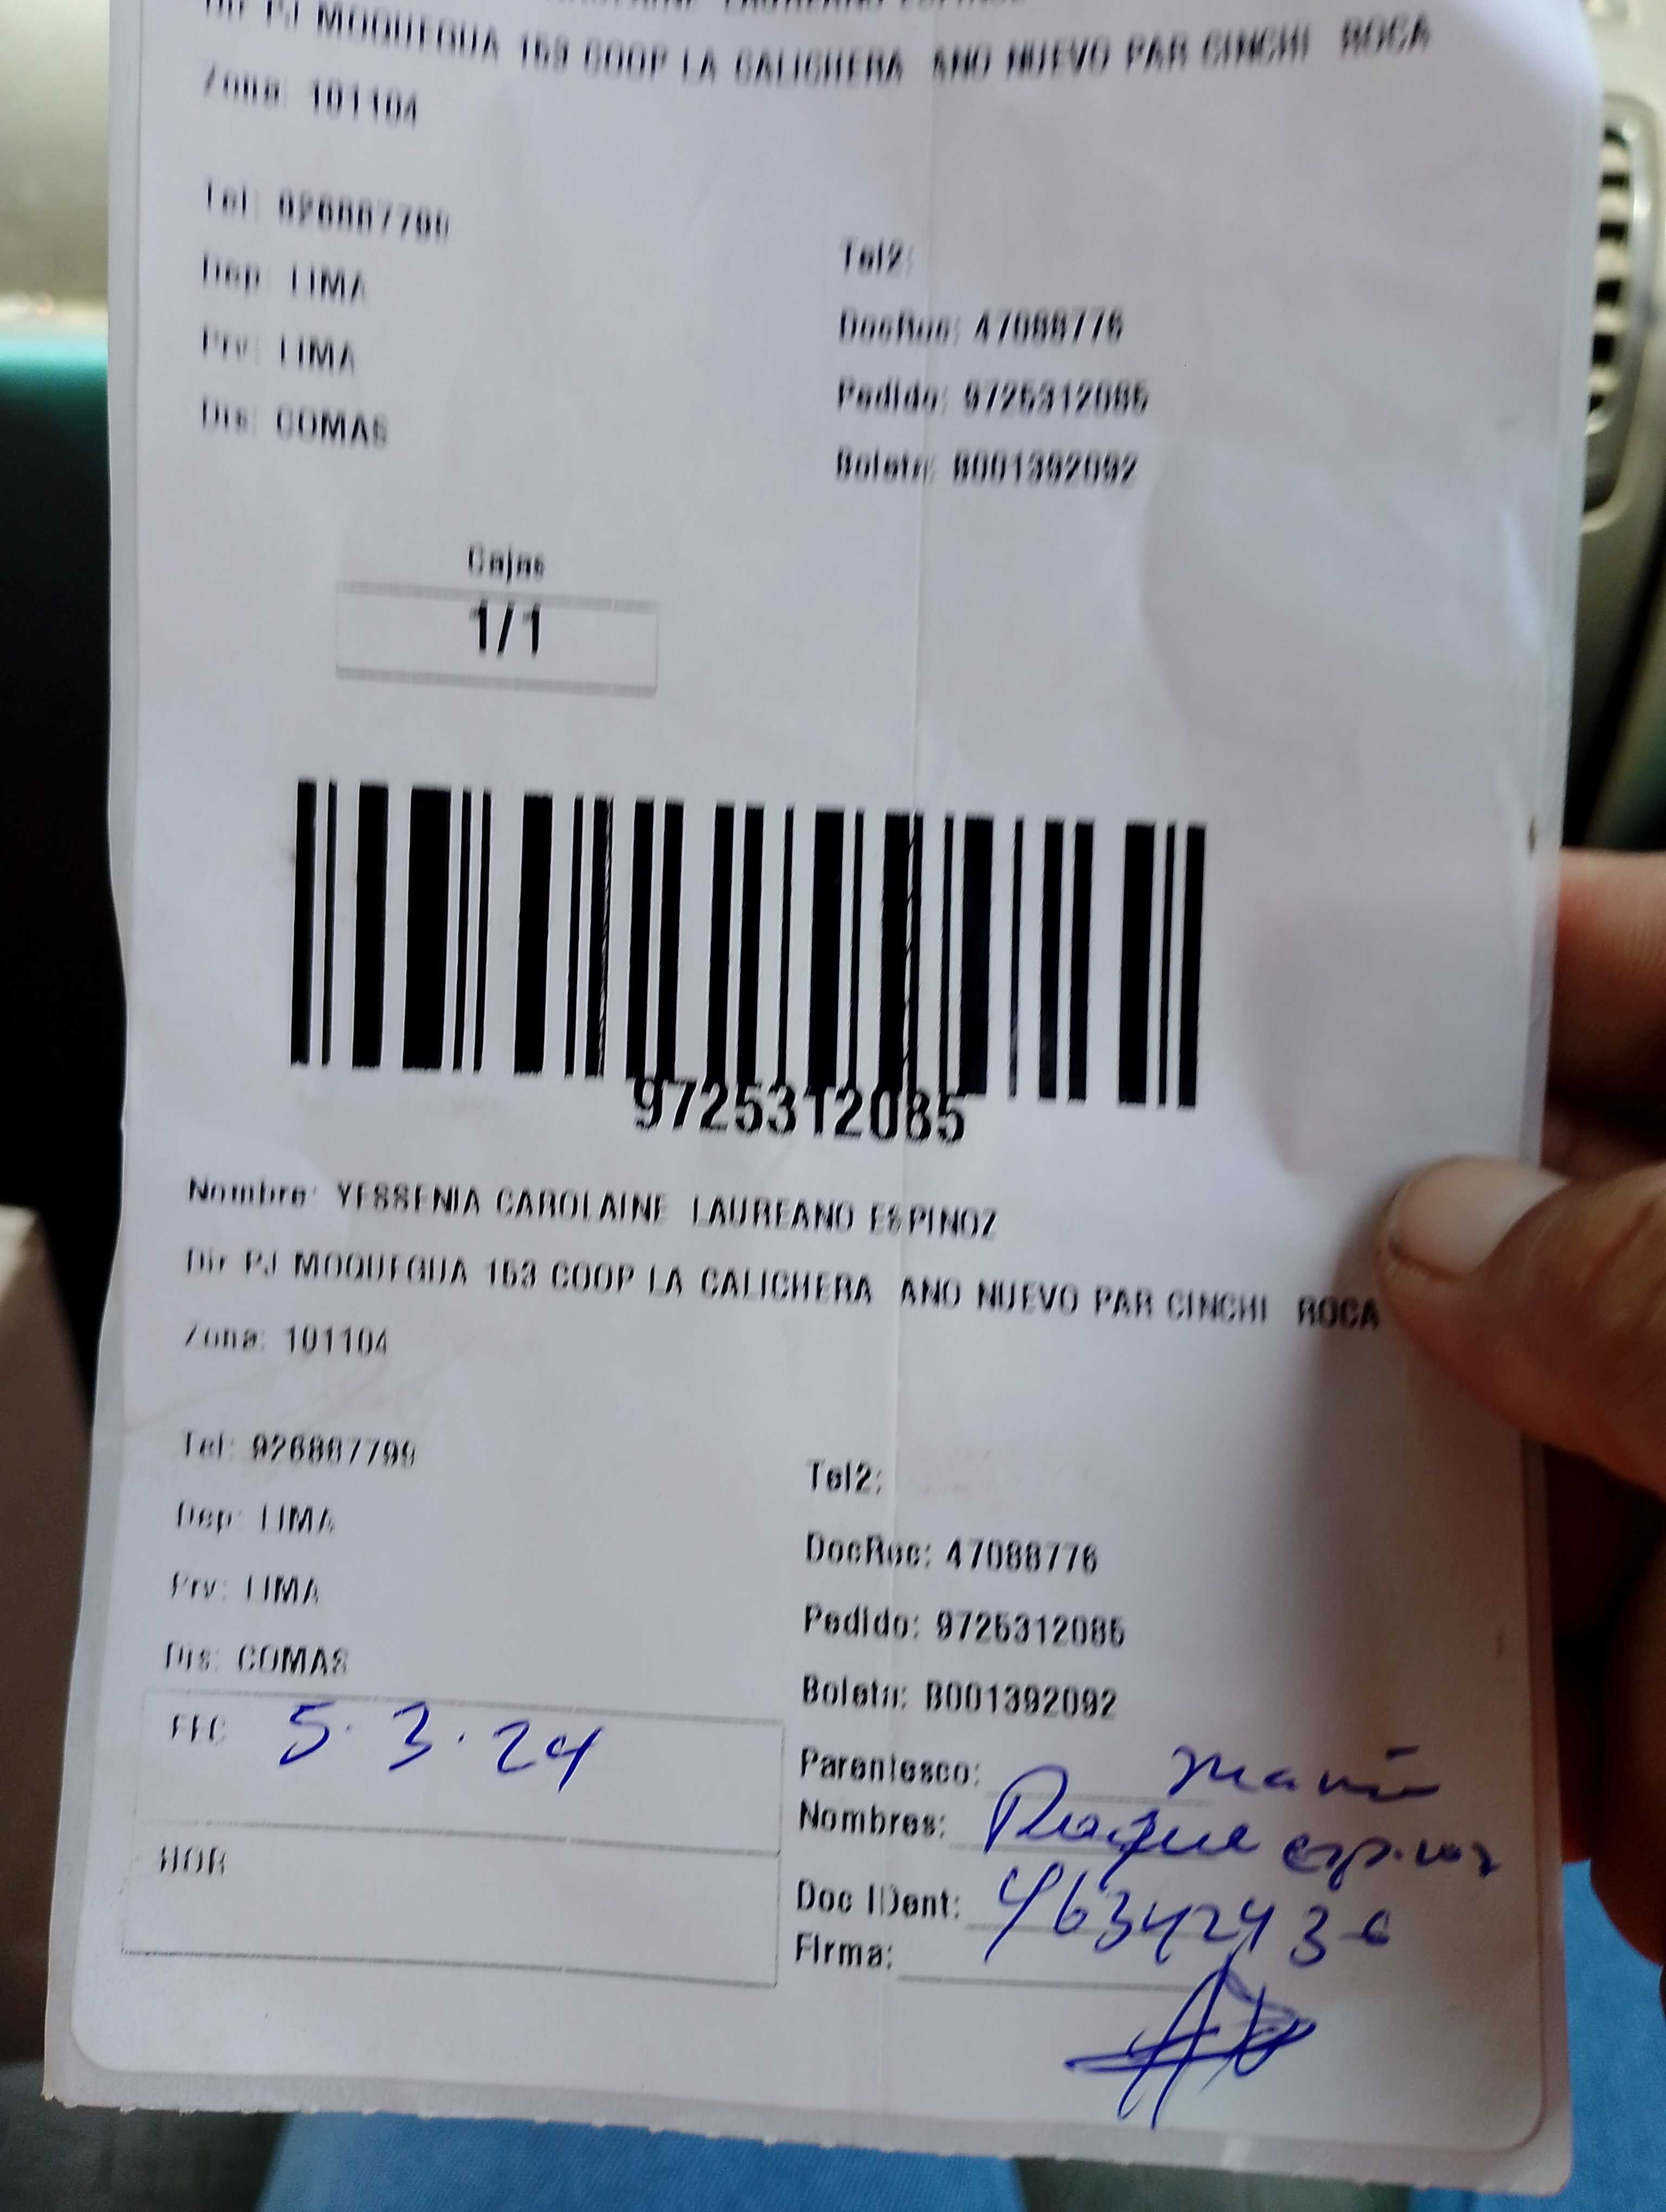 Dir PJ MOQUEGUA 153 COOP LA CALICHERA ANO NUEVO PAR CINCHI ROCA
Zona: 101104
Tel: 926887799
Tel2:
Dep: LIMA
DocRuc: 47088776
Prv: LIMA
Pedido: 9725312085
Dis: COMAS
Boleta: B001392092
Cajas
1/1
9725312085
Nombre: YESSENIA CAROLAINE LAUREANO ESPINOZ
Dir PJ MOQUEGUA 153 COOP LA CALICHERA ANO NUEVO PAR CINCHI ROCA
Zona: 101104
Tel: 926887799
Tel2:
Dep: LIMA
DocRuc: 47088776
Prv: LIMA
Pedido: 9725312085
Dis: COMAS
Boleta: B001392092
FEC 5.3.24
Parentesco:
Nombres:
HOR
Doc IDent:
Firma: